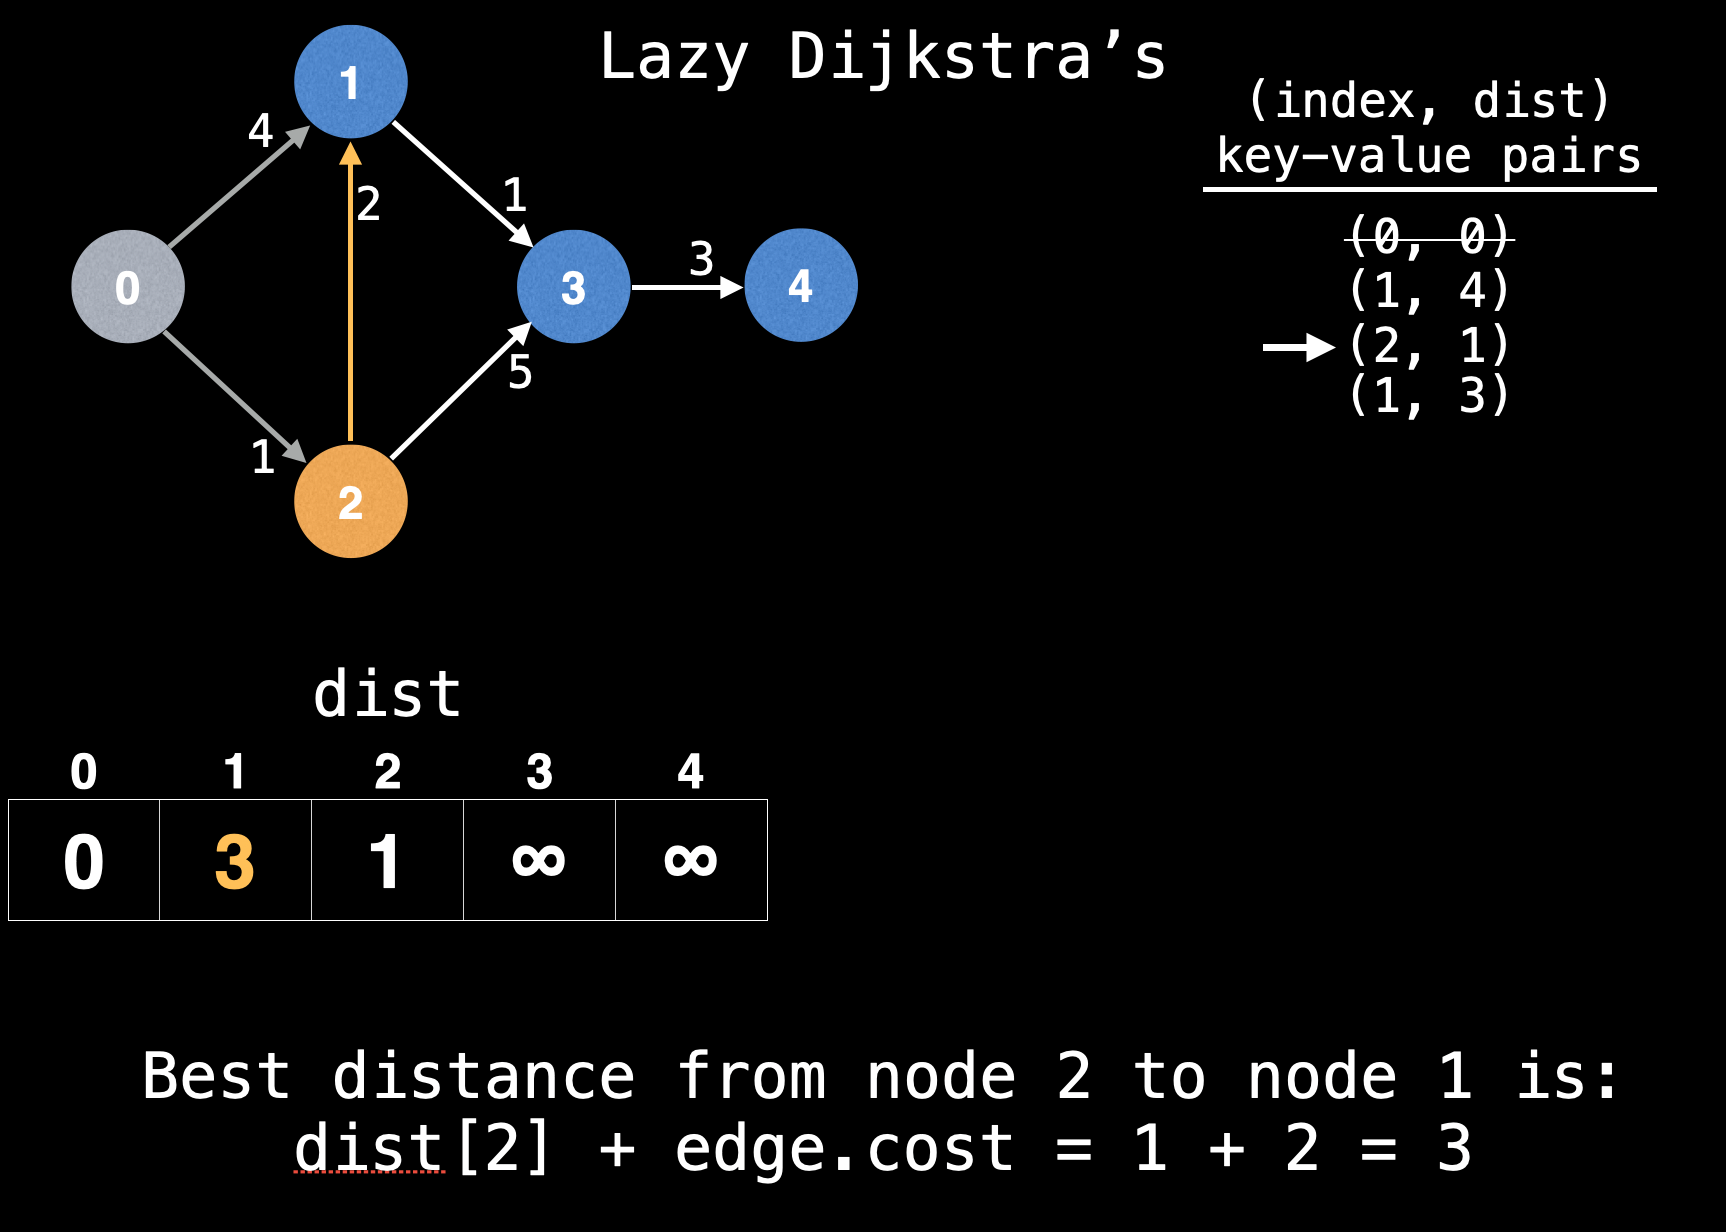 Lazy Dijkstra’s
(index, dist)
key-value pairs
(0, 0)
(1, 4)
(2, 1)
(1, 3)
1
4
2
1
0
3
3
4
5
1
2
dist
0 1 2 3 4
0 3 1 ∞ ∞
Best distance from node 2 to node 1 is:
dist[2] + edge.cost = 1 + 2 = 3